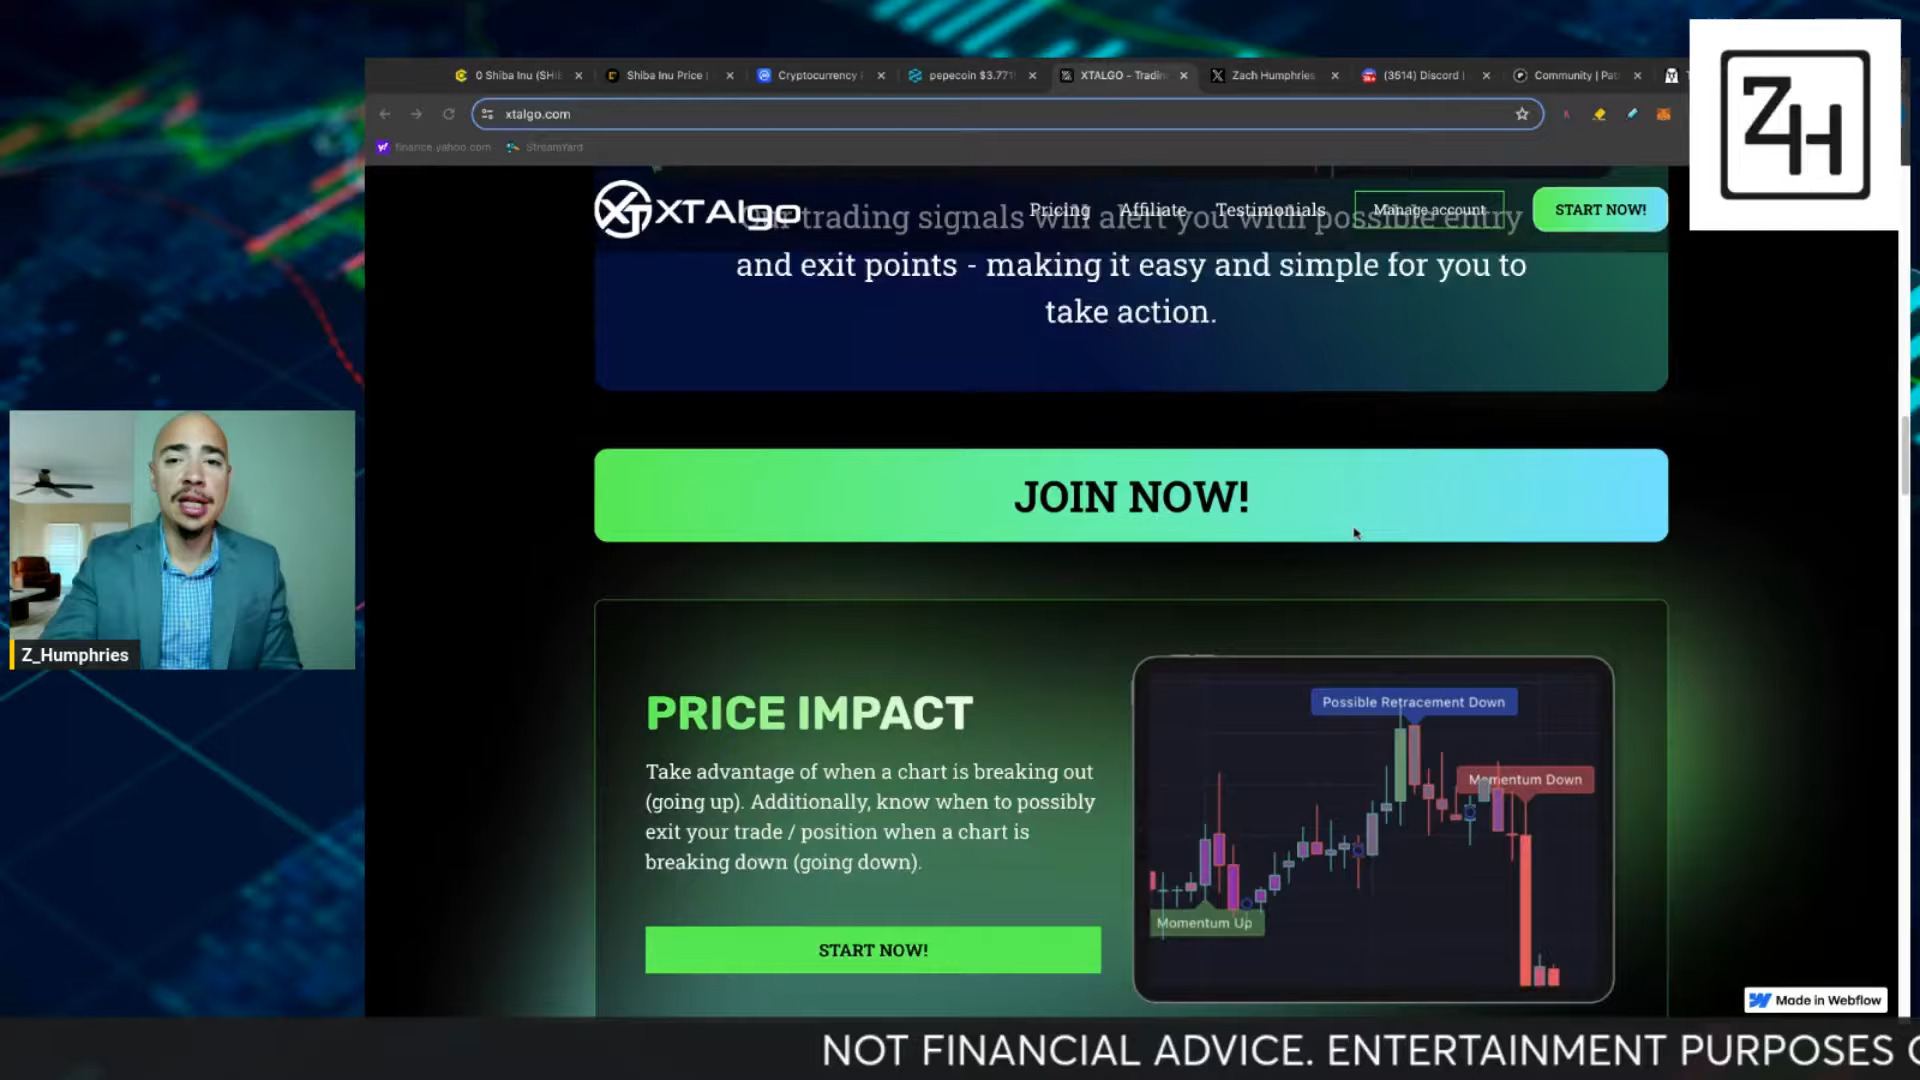 0 Shiba Inu (SHI
Shiba Inu Price |
Cryptocurrency
pepecoin $3.771
XTALGO - Tradin
Zach Humphries
(3514) Discord |
Community | Pat
ZH
xtalgo.com
finance.yahoo.com
StreamYard
XTAlgo
Pricing
Affiliate
Testimonials
Manage account
START NOW!
trading signals will alert you with possible entry
and exit points - making it easy and simple for you to
take action.
JOIN NOW!
PRICE IMPACT
Take advantage of when a chart is breaking out
(going up). Additionally, know when to possibly
exit your trade / position when a chart is
breaking down (going down).
START NOW!
Possible Retracement Down
Momentum Down
Momentum Up
Z_Humphries
Made in Webflow
NOT FINANCIAL ADVICE. ENTERTAINMENT PURPOSES